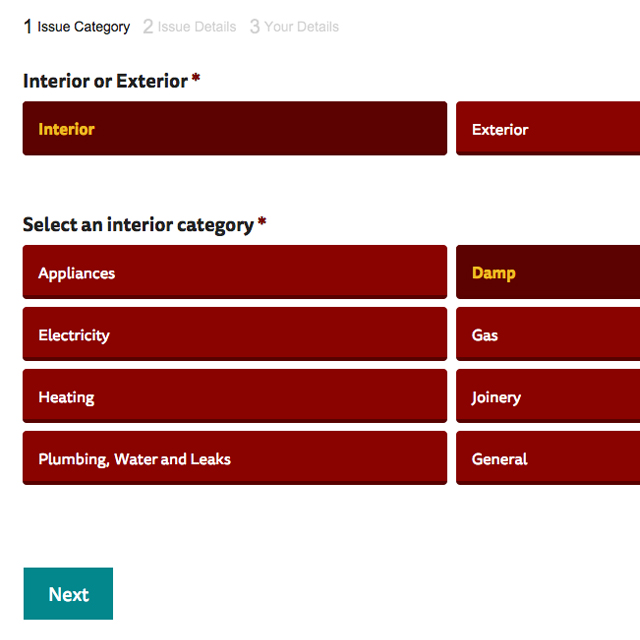 1 Issue Category 2 Issue Details 3 Your Details
Interior or Exterior *
Interior Exterior
Select an interior category *
Appliances Damp
Electricity Gas
Heating Joinery
Plumbing, Water and Leaks General
Next